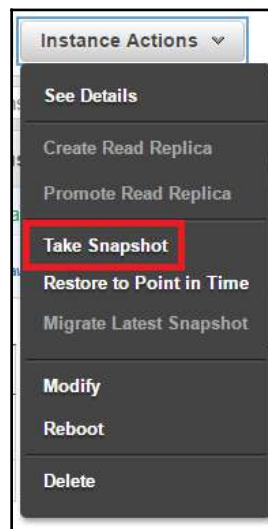 Instance Actions
See Details
Create Read Replica
Promote Read Replica
Take Snapshot
Restore to Point in Time
Migrate Latest Snapshot
Modify
Reboot
Delete